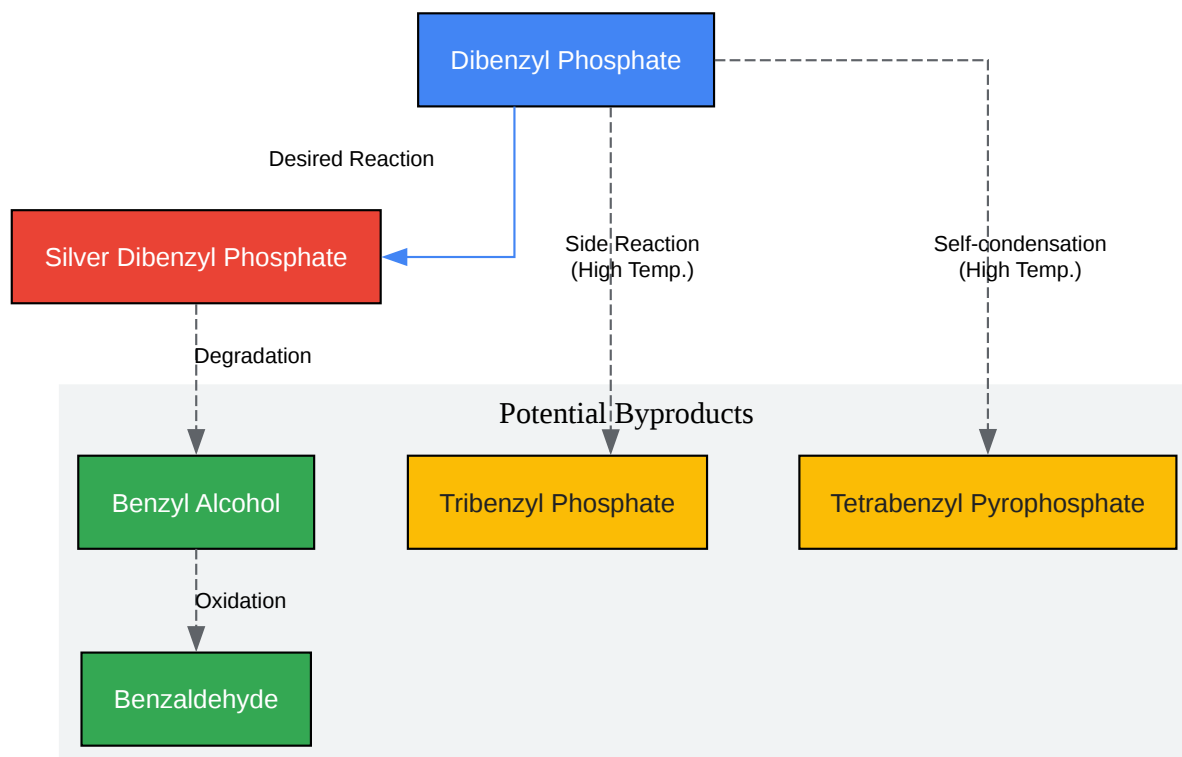 Dibenzyl Phosphate
Desired Reaction
Silver Dibenzyl Phosphate
Side Reaction
(High Temp.)
Self-condensation
(High Temp.)
Degradation
Potential Byproducts
Benzyl Alcohol
Tribenzyl Phosphate
Tetrabenzyl Pyrophosphate
Oxidation
Benzaldehyde